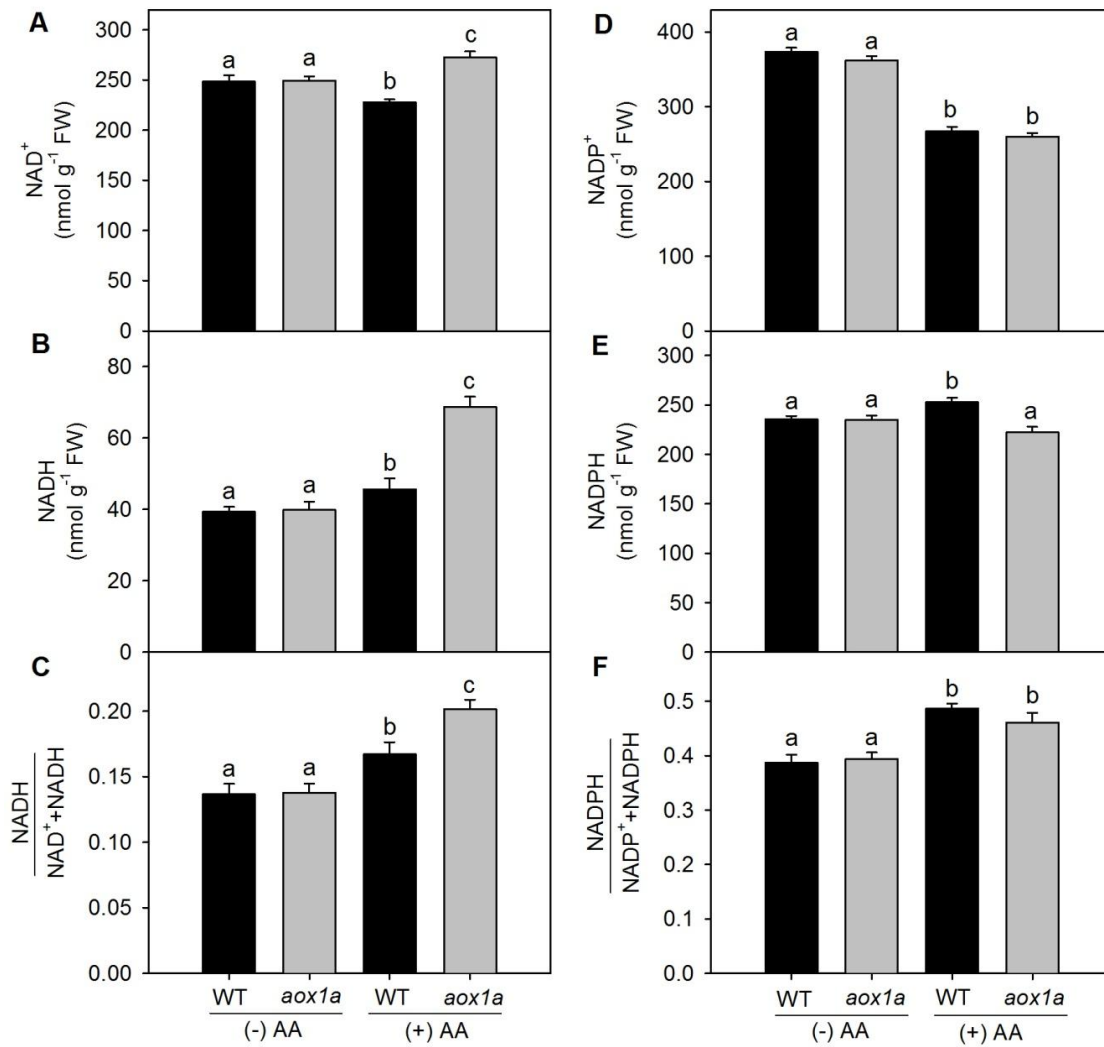 A
NAD⁺
(nmol g⁻¹ FW)
300
250
200
150
100
50
0
a
a
b
c
B
NADH
(nmol g⁻¹ FW)
80
60
40
20
0
a
a
b
c
C
NADH
NAD⁺+NADH
0.20
0.15
0.10
0.05
0.00
a
a
b
c
WT
aox1a
WT
aox1a
(-) AA
(+) AA
D
NADP⁺
(nmol g⁻¹ FW)
400
300
200
100
0
a
a
b
b
E
NADPH
(nmol g⁻¹ FW)
300
250
200
150
100
50
0
a
a
b
a
F
NADPH
NADP⁺+NADPH
0.5
0.4
0.3
0.2
0.1
0.0
a
a
b
b
WT
aox1a
WT
aox1a
(-) AA
(+) AA